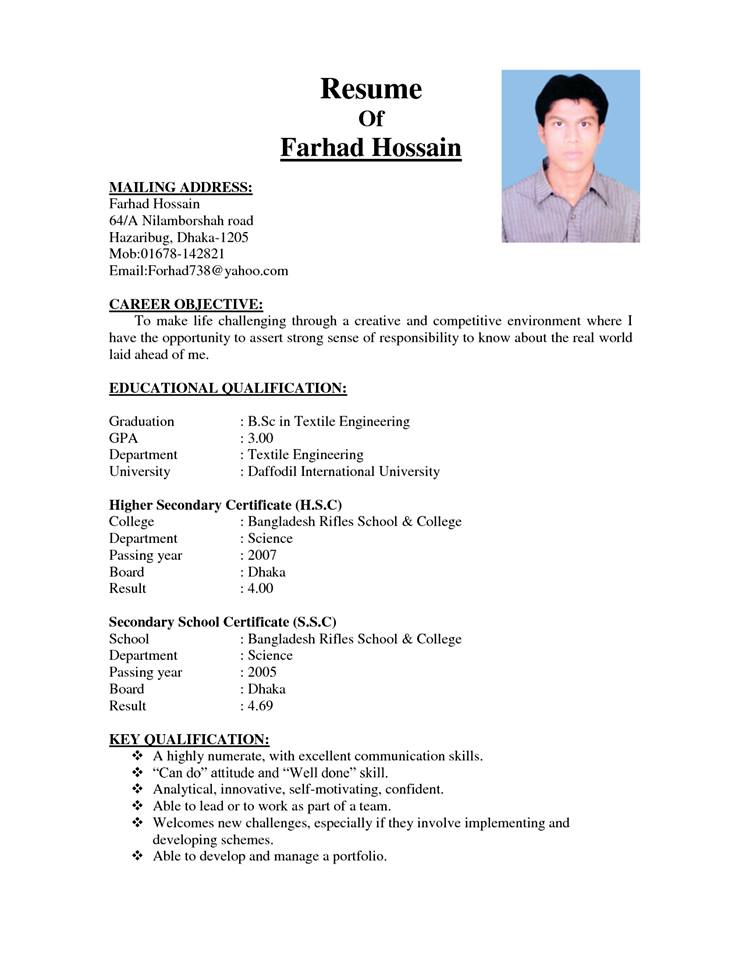 Resume
Of
Farhad Hossain
MAILING ADDRESS:
Farhad Hossain
64/A Nilamborshah road
Hazaribug, Dhaka-1205
Mob:01678-142821
Email:Forhad738@yahoo.com
CAREER OBJECTIVE:
To make life challenging through a creative and competitive environment where I
have the opportunity to assert strong sense of responsibility to know about the real world
laid ahead of me.
EDUCATIONAL QUALIFICATION:
Graduation : B.Sc in Textile Engineering
GPA : 3.00
Department : Textile Engineering
University : Daffodil International University
Higher Secondary Certificate (H.S.C)
College : Bangladesh Rifles School & College
Department : Science
Passing year : 2007
Board : Dhaka
Result : 4.00
Secondary School Certificate (S.S.C)
School : Bangladesh Rifles School & College
Department : Science
Passing year : 2005
Board : Dhaka
Result : 4.69
KEY QUALIFICATION:
❖ A highly numerate, with excellent communication skills.
❖ “Can do” attitude and “Well done” skill.
❖ Analytical, innovative, self-motivating, confident.
❖ Able to lead or to work as part of a team.
❖ Welcomes new challenges, especially if they involve implementing and
developing schemes.
❖ Able to develop and manage a portfolio.